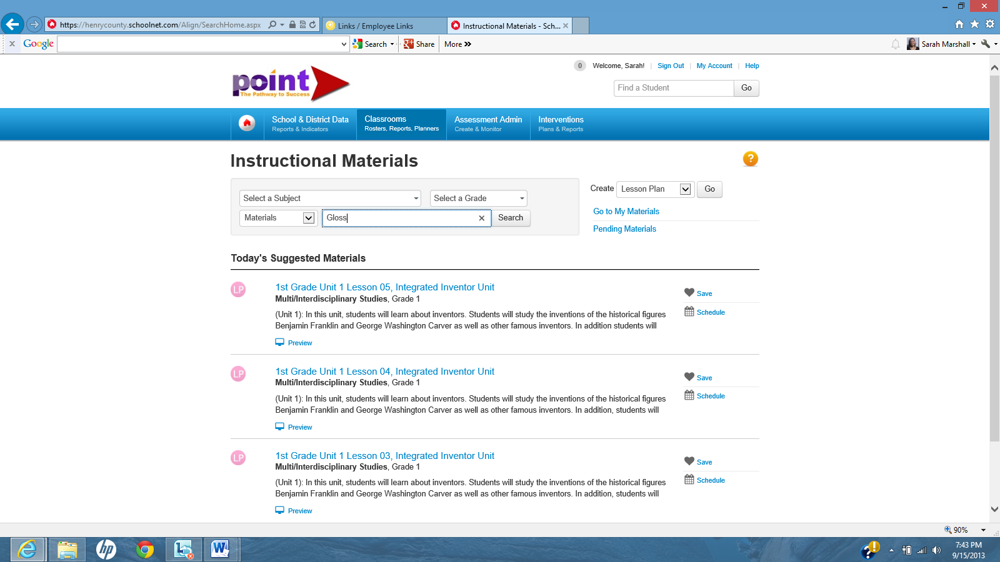 https://henrycounty.schoolnet.com/Align/SearchHome.aspx
Links / Employee Links
Instructional Materials - Sch...
x Google
Search
Share
More »
Sarah Marshall
point
The Pathway to Success
0 Welcome, Sarah! | Sign Out | My Account | Help
Find a Student
Go
School & District Data
Reports & Indicators
Classrooms
Rosters, Reports, Planners
Assessment Admin
Create & Monitor
Interventions
Plans & Reports
Instructional Materials
?
Select a Subject
Select a Grade
Materials
Gloss
Search
Create Lesson Plan Go
Go to My Materials
Pending Materials
Today's Suggested Materials
LP
1st Grade Unit 1 Lesson 05, Integrated Inventor Unit
Multi/Interdisciplinary Studies, Grade 1
(Unit 1): In this unit, students will learn about inventors. Students will study the inventions of the historical figures
Benjamin Franklin and George Washington Carver as well as other famous inventors. In addition students will
Preview
Save
Schedule
LP
1st Grade Unit 1 Lesson 04, Integrated Inventor Unit
Multi/Interdisciplinary Studies, Grade 1
(Unit 1): In this unit, students will learn about inventors. Students will study the inventions of the historical figures
Benjamin Franklin and George Washington Carver as well as other famous inventors. In addition, students will
Preview
Save
Schedule
LP
1st Grade Unit 1 Lesson 03, Integrated Inventor Unit
Multi/Interdisciplinary Studies, Grade 1
(Unit 1): In this unit, students will learn about inventors. Students will study the inventions of the historical figures
Benjamin Franklin and George Washington Carver as well as other famous inventors. In addition, students will
Preview
Save
Schedule
90%
hp
W
7:43 PM
9/15/2013